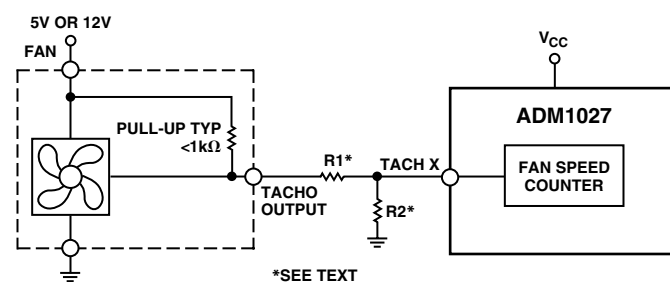 5V OR 12V
FAN
PULL-UP TYP
<1kΩ
TACHO
OUTPUT
R1*
R2*
TACH X
VCC
ADM1027
FAN SPEED
COUNTER
*SEE TEXT